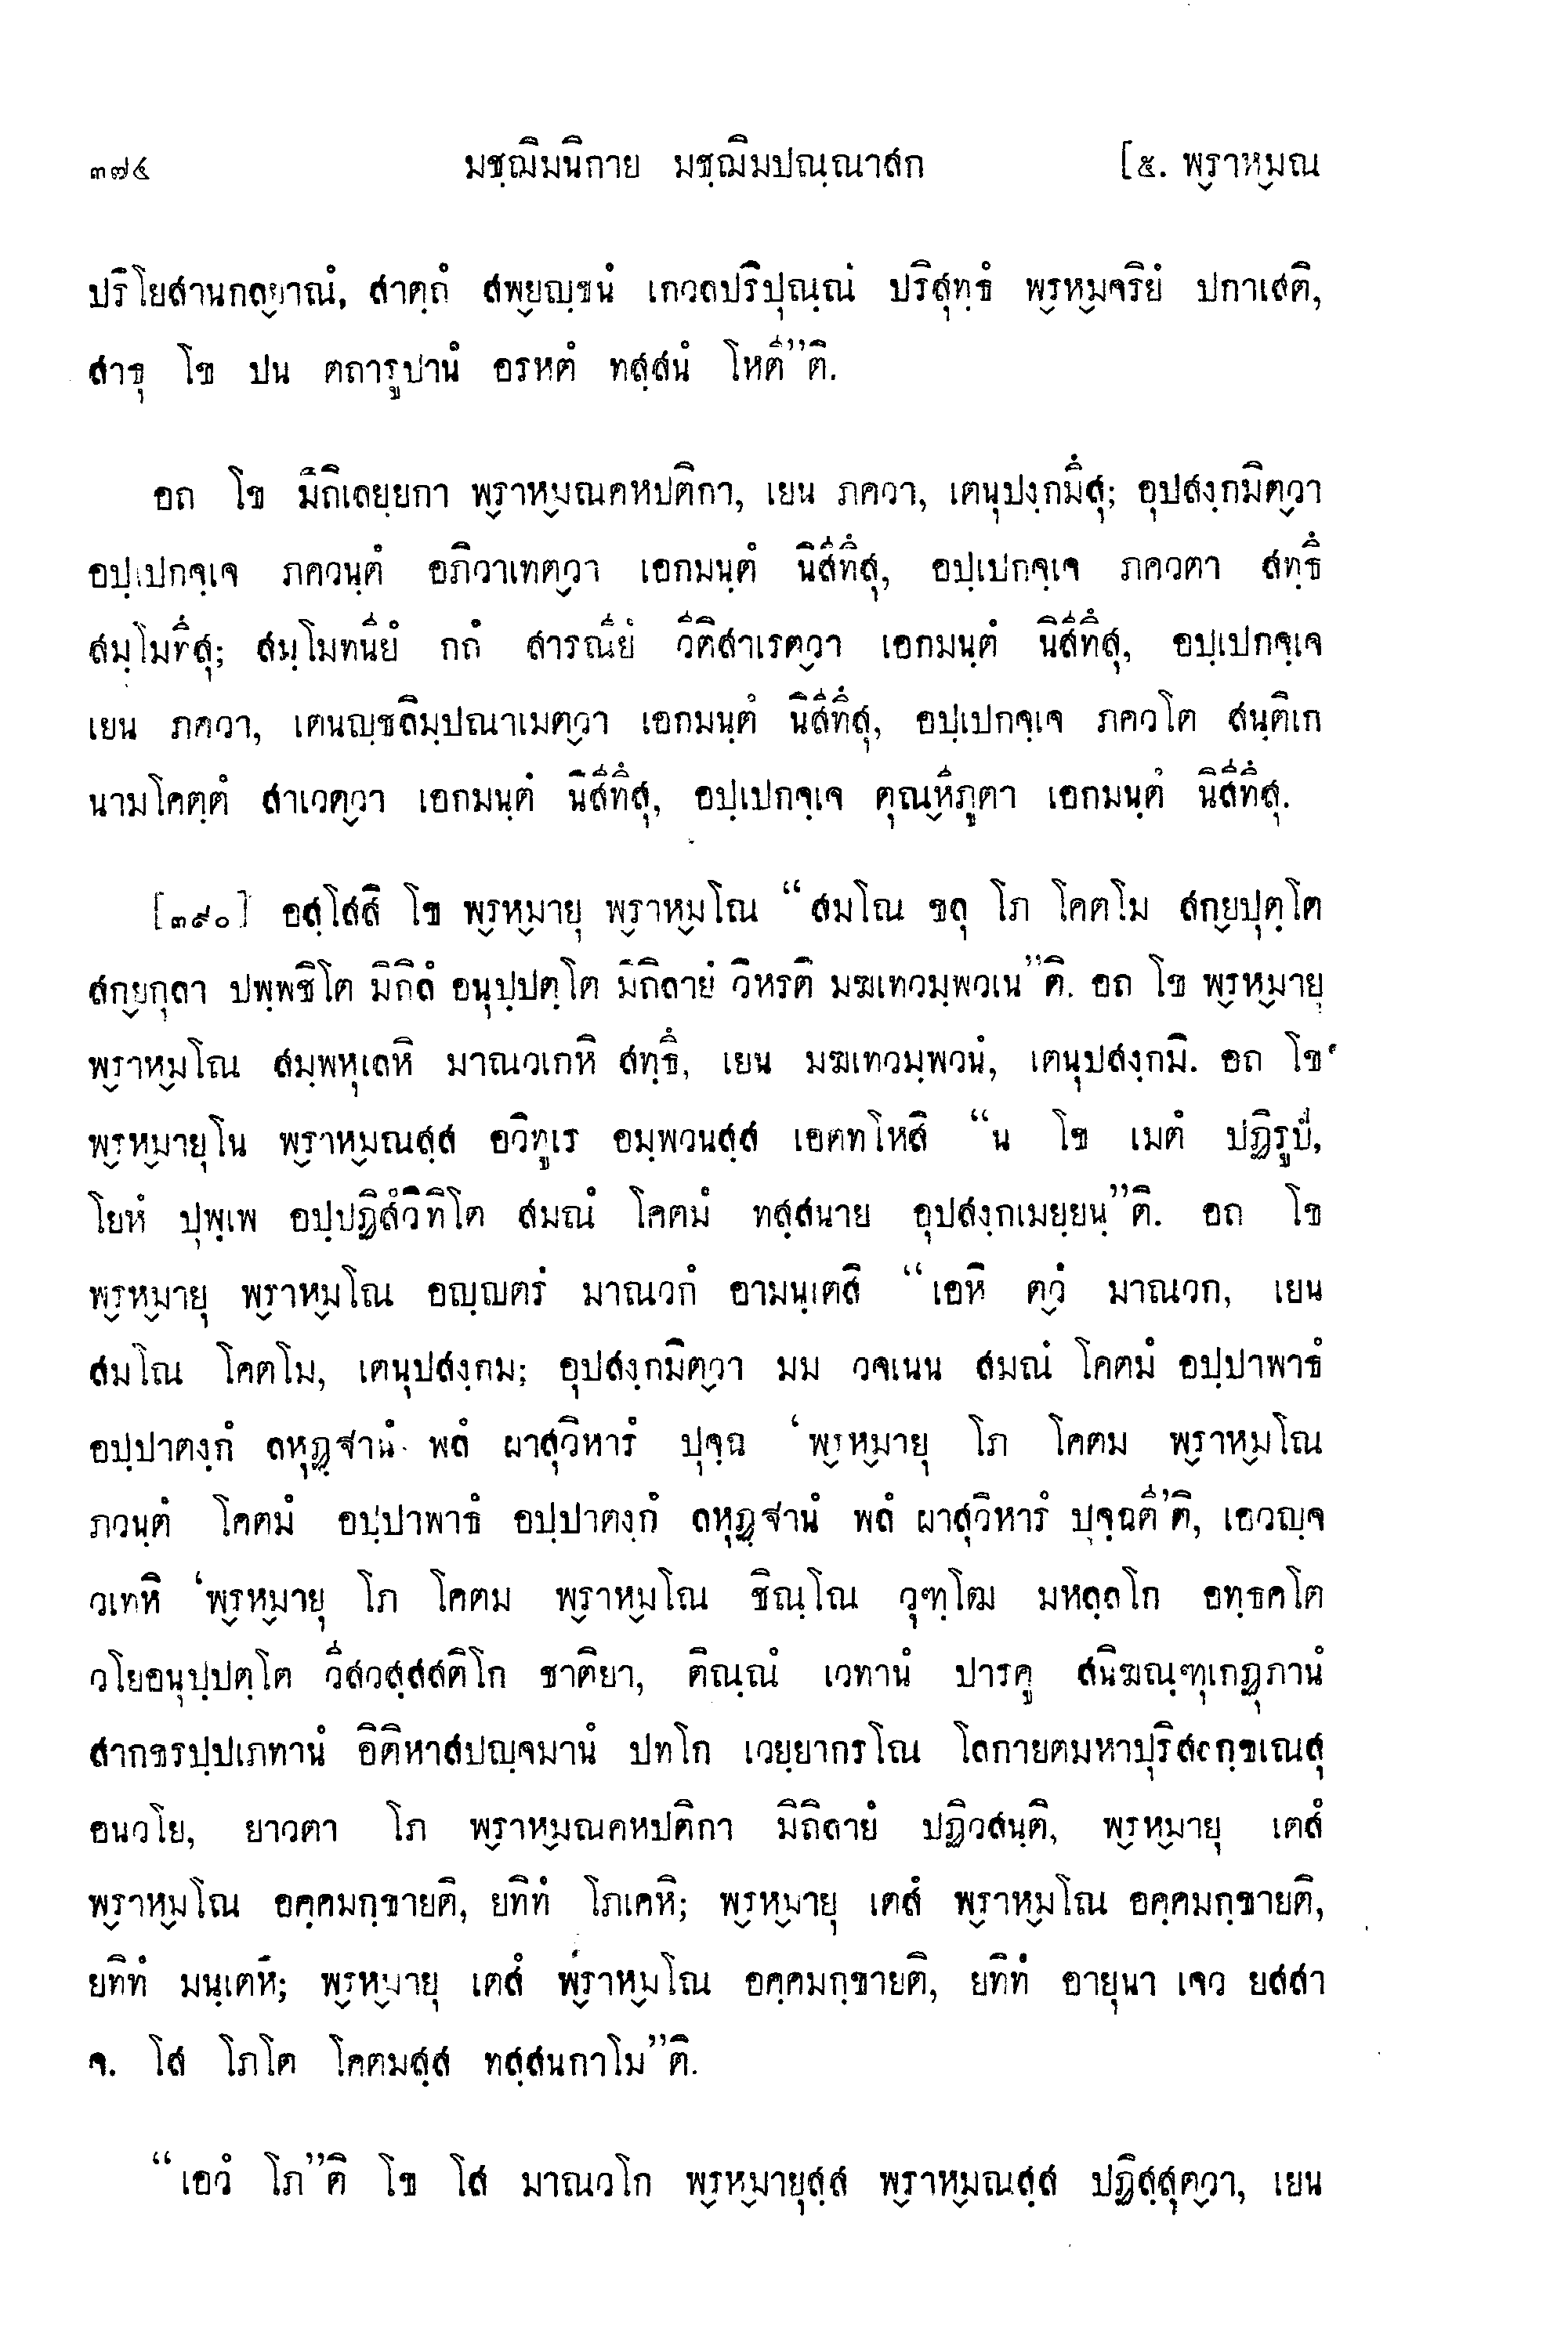 ๓๗๔ มชฺฌิมนิกาย มชฺฌิมปณฺณาสก [๕. พ๎ราห๎มณ
ปริโยสานกล๎ยาณํ, สาตฺถํ สพ๎ยญฺชนํ เกวลปริปุณฺณํ ปริสุทฺธํ พ๎รห๎มจริยํ ปกาเสติ,
สาธุ โข ปน ตถารูปานํ อรหตํ ทสฺสนํ โหตี”ติ.
อถ โข มิถิเลยฺยกา พ๎ราห๎มณคหปติกา, เยน ภควา, เตนุปงฺกมึสุ; อุปสงฺกมิต๎วา
อปฺเปกจฺเจ ภควนฺตํ อภิวาเทต๎วา เอกมนฺตํ นิสีทึสุ, อปฺเปกจฺเจ ภควตา สทฺธึ
สมฺโมทึสุ; สมฺโมทนียํ กถํ สารณียํ วีติสาเรต๎วา เอกมนฺตํ นิสีทึสุ, อปฺเปกจฺเจ
เยน ภควา, เตนญฺชลิมฺปณาเมต๎วา เอกมนฺตํ นิสีทึสุ, อปฺเปกจฺเจ ภควโต สนฺติเก
นามโคตฺตํ สาเวต๎วา เอกมนฺตํ นิสีทึสุ, อปฺเปกจฺเจ ตุณ๎หีภูตา เอกมนฺตํ นิสีทึสุ.
[๓๙๐] อสฺโสสิ โข พ๎รห๎มายุ พ๎ราห๎มโณ “สมโณ ขลุ โภ โคตโม สก๎ยปุตฺโต
สก๎ยกุลา ปพฺพชิโต มิถิลํ อนุปฺปตฺโต มิถิลายํ วิหรติ มฆเทวมฺพวเน”ติ. อถ โข พ๎รห๎มายุ
พ๎ราห๎มโณ สมฺพหุเลหิ มาณวเกหิ สทฺธึ, เยน มฆเทวมฺพวนํ, เตนุปสงฺกมิ. อถ โข
พ๎รห๎มายุโน พ๎ราห๎มณสฺส อวิทูเร อมฺพวนสฺส เอตทโหสิ “น โข เมตํ ปฏิรูปํ,
โยหํ ปุพฺเพ อปฺปฏิสํวิทิโต สมณํ โคตมํ ทสฺสนาย อุปสงฺกเมยฺยนฺ”ติ. อถ โข
พ๎รห๎มายุ พ๎ราห๎มโณ อญฺญตรํ มาณวกํ อามนฺเตสิ “เอหิ ต๎วํ มาณวก, เยน
สมโณ โคตโม, เตนุปสงฺกม; อุปสงฺกมิต๎วา มม วจเนน สมณํ โคตมํ อปฺปาพาธํ
อปฺปาตงฺกํ ลหุฏฺฐานํ พลํ ผาสุวิหารํ ปุจฺฉ ‘พ๎รห๎มายุ โภ โคตม พ๎ราห๎มโณ
ภวนฺตํ โคตมํ อปฺปาพาธํ อปฺปาตงฺกํ ลหุฏฺฐานํ พลํ ผาสุวิหารํ ปุจฺฉตี’ติ, เอวญฺจ
วเทหิ ‘พ๎รห๎มายุ โภ โคตม พ๎ราห๎มโณ ชิณฺโณ วุฑฺโฒ มหลฺลโก อทฺธคโต
วโยอนุปฺปตฺโต วีสวสฺสสติโก ชาติยา, ติณฺณํ เวทานํ ปารคู สนิฆณฺฑุเกฏุภานํ
สากขรปฺปเภทานํ อิติหาสปญฺจมานํ ปทโก เวยฺยากรโณ โลกายตมหาปุริสลกฺขเณสุ
อนวโย, ยาวตา โภ พ๎ราห๎มณคหปติกา มิถิลายํ ปฏิวสนฺติ, พ๎รห๎มายุ เตสํ
พ๎ราห๎มโณ อคฺคมกฺขายติ, ยทิทํ โภเคหิ; พ๎รห๎มายุ เตสํ พ๎ราห๎มโณ อคฺคมกฺขายติ,
ยทิทํ มนฺเตหิ; พ๎รห๎มายุ เตสํ พ๎ราห๎มโณ อคฺคมกฺขายติ, ยทิทํ อายุนา เจว ยสสา
จ. โส โภโต โคตมสฺส ทสฺสนกาโม”ติ.
“เอวํ โภ”ติ โข โส มาณวโก พ๎รห๎มายุสฺส พ๎ราห๎มณสฺส ปฏิสฺสุต๎วา, เยน